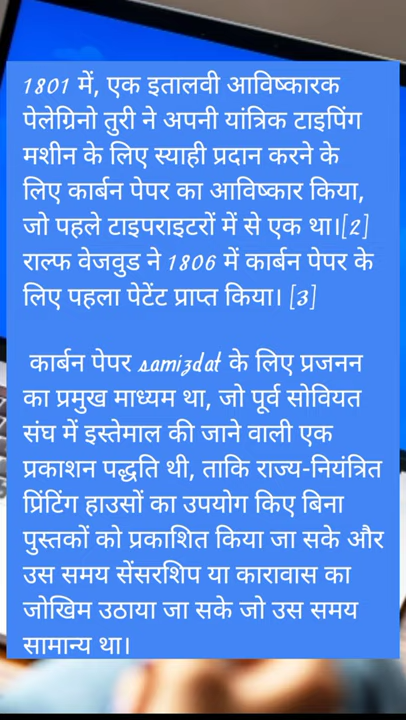 1801 में, एक इतालवी आविष्कारक
पेलेग्रिनो तुरी ने अपनी यांत्रिक टाइपिंग
मशीन के लिए स्याही प्रदान करने के
लिए कार्बन पेपर का आविष्कार किया,
जो पहले टाइपराइटरों में से एक था।[2]
राल्फ वेजवुड ने 1806 में कार्बन पेपर के
लिए पहला पेटेंट प्राप्त किया। [3]
कार्बन पेपर samizdat के लिए प्रजनन
का प्रमुख माध्यम था, जो पूर्व सोवियत
संघ में इस्तेमाल की जाने वाली एक
प्रकाशन पद्धति थी, ताकि राज्य-नियंत्रित
प्रिंटिंग हाउसों का उपयोग किए बिना
पुस्तकों को प्रकाशित किया जा सके और
उस समय सेंसरशिप या कारावास का
जोखिम उठाया जा सके जो उस समय
सामान्य था।